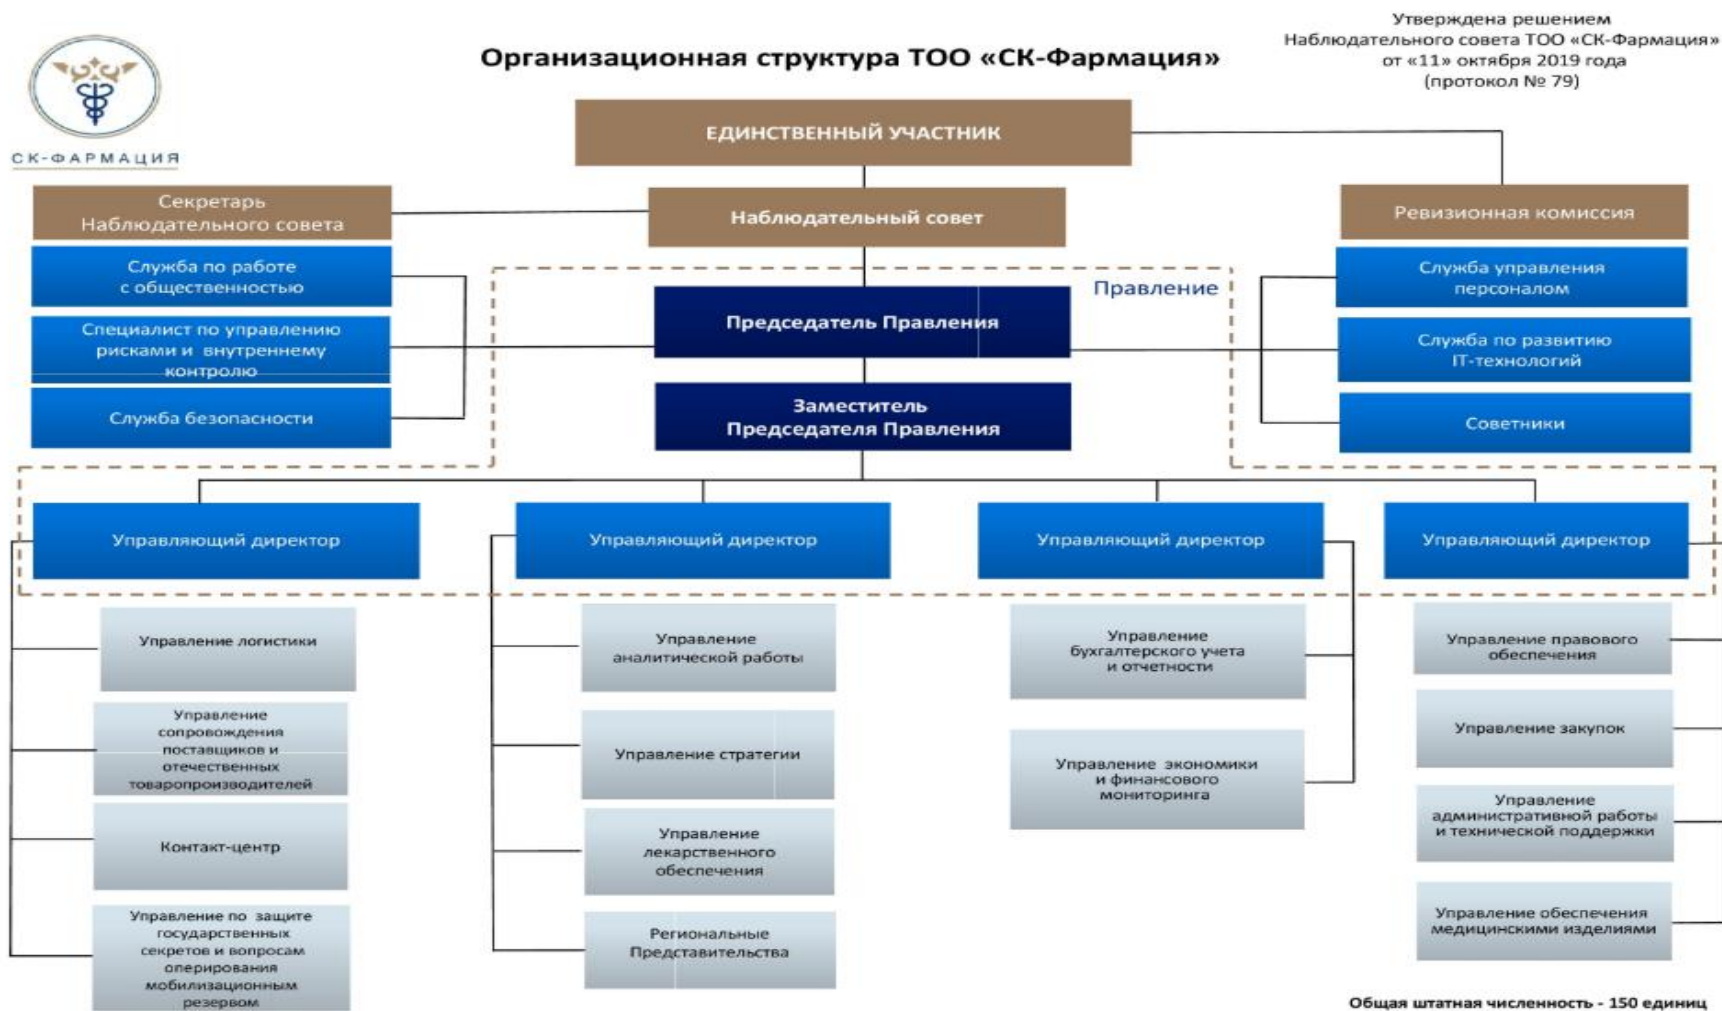 Утверждена решением
Наблюдательного совета ТОО «СК-Фармация»
от «11» октября 2019 года
(протокол № 79)
Организационная структура ТОО «СК-Фармация»
СК-ФАРМАЦИЯ
ЕДИНСТВЕННЫЙ УЧАСТНИК
Секретарь
Наблюдательного совета
Наблюдательный совет
Ревизионная комиссия
Служба по работе
с общественностью
Специалист по управлению
рисками и внутреннему
контролю
Служба безопасности
Правление
Председатель Правления
Заместитель
Председателя Правления
Служба управления
персоналом
Служба по развитию
IT-технологий
Советники
Управляющий директор
Управляющий директор
Управляющий директор
Управляющий директор
Управление логистики
Управление
сопровождения
поставщиков и
отечественных
товаропроизводителей
Контакт-центр
Управление по защите
государственных
секретов и вопросам
оперирования
мобилизационным
резервом
Управление
аналитической работы
Управление стратегии
Управление
лекарственного
обеспечения
Региональные
Представительства
Управление
бухгалтерского учета
и отчетности
Управление экономики
и финансового
мониторинга
Управление правового
обеспечения
Управление закупок
Управление
административной работы
и технической поддержки
Управление обеспечения
медицинскими изделиями
Общая штатная численность - 150 единиц